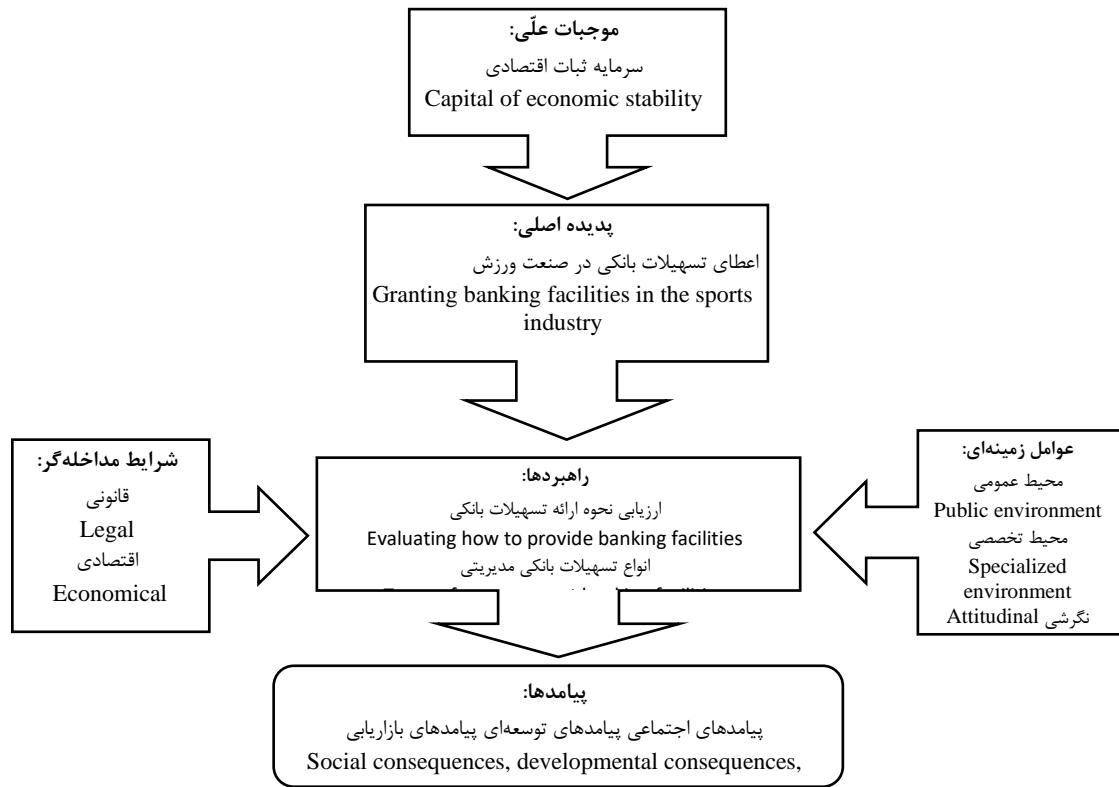 موجبات علّی:
سرمایه ثبات اقتصادی
Capital of economic stability
پدیده اصلی:
اعطای تسهیلات بانکی در صنعت ورزش
Granting banking facilities in the sports
industry
شرایط مداخله‌گر:
قانونی
Legal
اقتصادی
Economical
راهبردها:
ارزیابی نحوه ارائه تسهیلات بانکی
Evaluating how to provide banking facilities
انواع تسهیلات بانکی مدیریتی
عوامل زمینه‌ای:
محیط عمومی
Public environment
محیط تخصصی
Specialized
environment
نگرشی Attitudinal
پیامدها:
پیامدهای اجتماعی پیامدهای توسعه‌ای پیامدهای بازاریابی
Social consequences, developmental consequences,